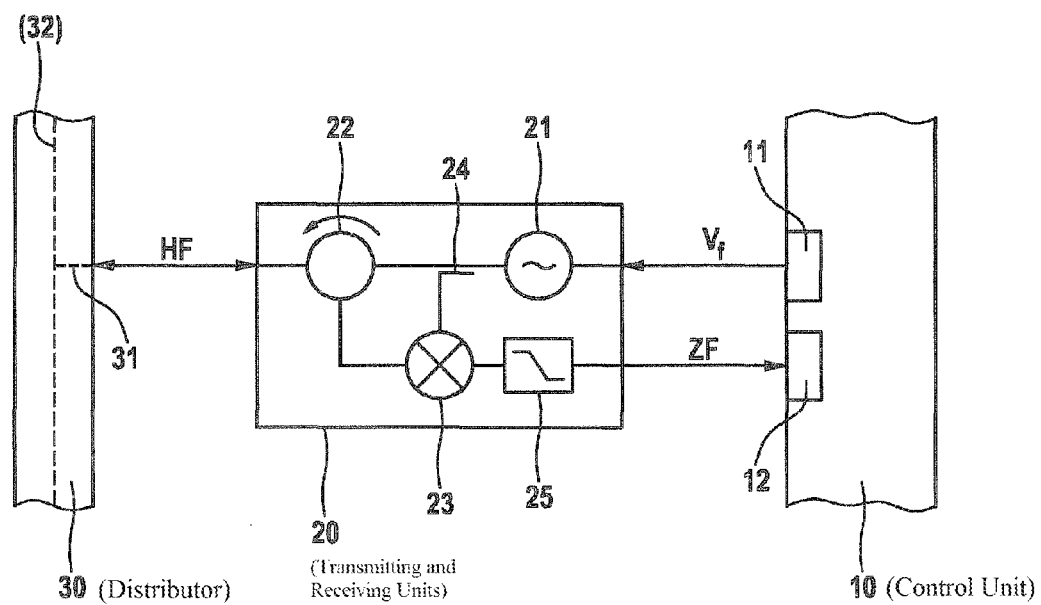 (32)
22
21
11
24
HF
V_f
31
ZF
23
25
12
20
(Transmitting and
Receiving Units)
30 (Distributor)
10 (Control Unit)